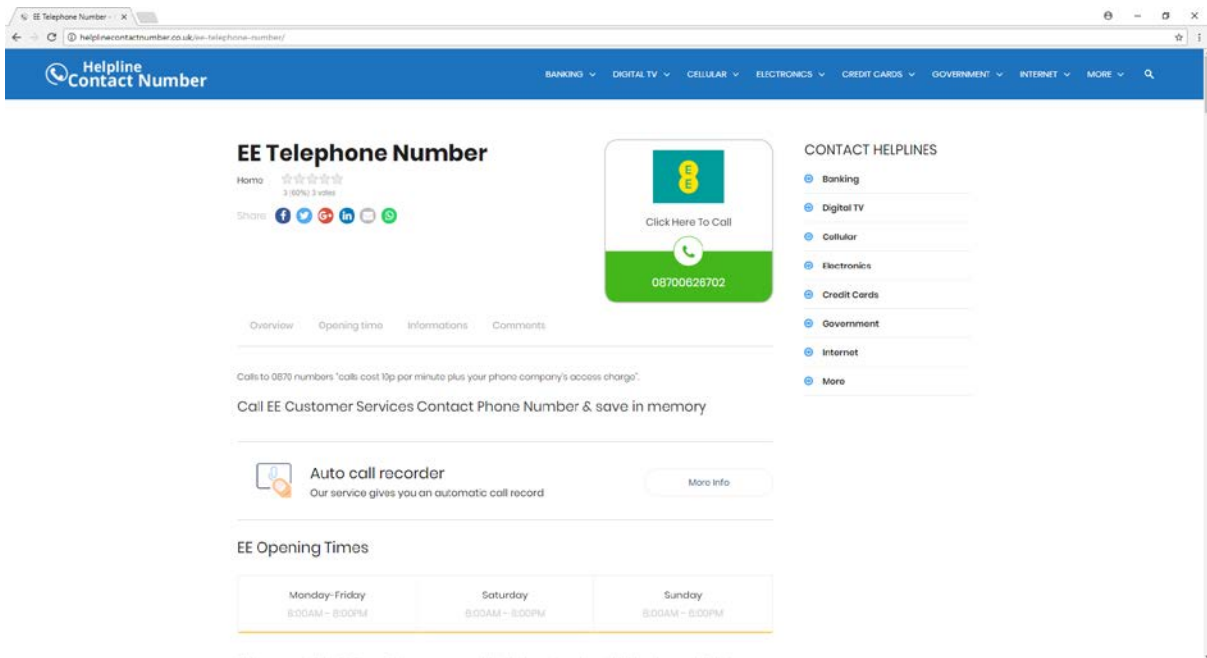 EE Telephone Number -
helplinecontactnumber.co.uk/ee-telephone-number/
Helpline
Contact Number
BANKING
DIGITAL TV
CELLULAR
ELECTRONICS
CREDIT CARDS
GOVERNMENT
INTERNET
MORE
EE Telephone Number
Home
3 (60%) 3 votes
Share
E
E
Click Here To Call
08700626702
CONTACT HELPLINES
Banking
Digital TV
Cellular
Electronics
Credit Cards
Government
Internet
More
Overview
Opening time
Informations
Comments
Calls to 0870 numbers "calls cost 10p per minute plus your phone company's access charge".
Call EE Customer Services Contact Phone Number & save in memory
Auto call recorder
Our service gives you an automatic call record
More Info
EE Opening Times
Monday-Friday
Saturday
Sunday
8:00AM – 8:00PM
8:00AM – 8:00PM
8:00AM – 8:00PM